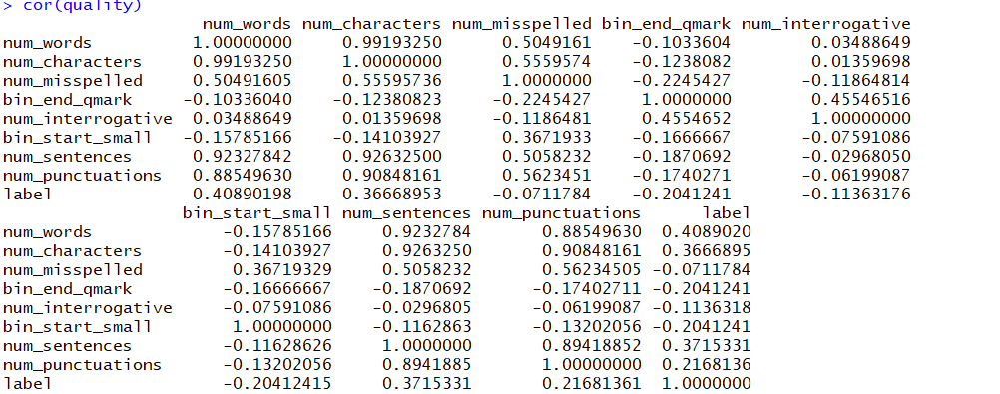 > cor(quality)
num_words num_characters num_misspelled bin_end_qmark num_interrogative
num_words 1.00000000 0.99193250 0.5049161 -0.1033604 0.03488649
num_characters 0.99193250 1.00000000 0.5559574 -0.1238082 0.01359698
num_misspelled 0.50491605 0.55595736 1.0000000 -0.2245427 -0.11864814
bin_end_qmark -0.10336040 -0.12380823 -0.2245427 1.0000000 0.45546516
num_interrogative 0.03488649 0.01359698 -0.1186481 0.4554652 1.00000000
bin_start_small -0.15785166 -0.14103927 0.3671933 -0.1666667 -0.07591086
num_sentences 0.92327842 0.92632500 0.5058232 -0.1870692 -0.02968050
num_punctuations 0.88549630 0.90848161 0.5623451 -0.1740271 -0.06199087
label 0.40890198 0.36668953 -0.0711784 -0.2041241 -0.11363176
bin_start_small num_sentences num_punctuations label
num_words -0.15785166 0.9232784 0.88549630 0.4089020
num_characters -0.14103927 0.9263250 0.90848161 0.3666895
num_misspelled 0.36719329 0.5058232 0.56234505 -0.0711784
bin_end_qmark -0.16666667 -0.1870692 -0.17402711 -0.2041241
num_interrogative -0.07591086 -0.0296805 -0.06199087 -0.1136318
bin_start_small 1.00000000 -0.1162863 -0.13202056 -0.2041241
num_sentences -0.11628626 1.0000000 0.89418852 0.3715331
num_punctuations -0.13202056 0.8941885 1.00000000 0.2168136
label -0.20412415 0.3715331 0.21681361 1.0000000